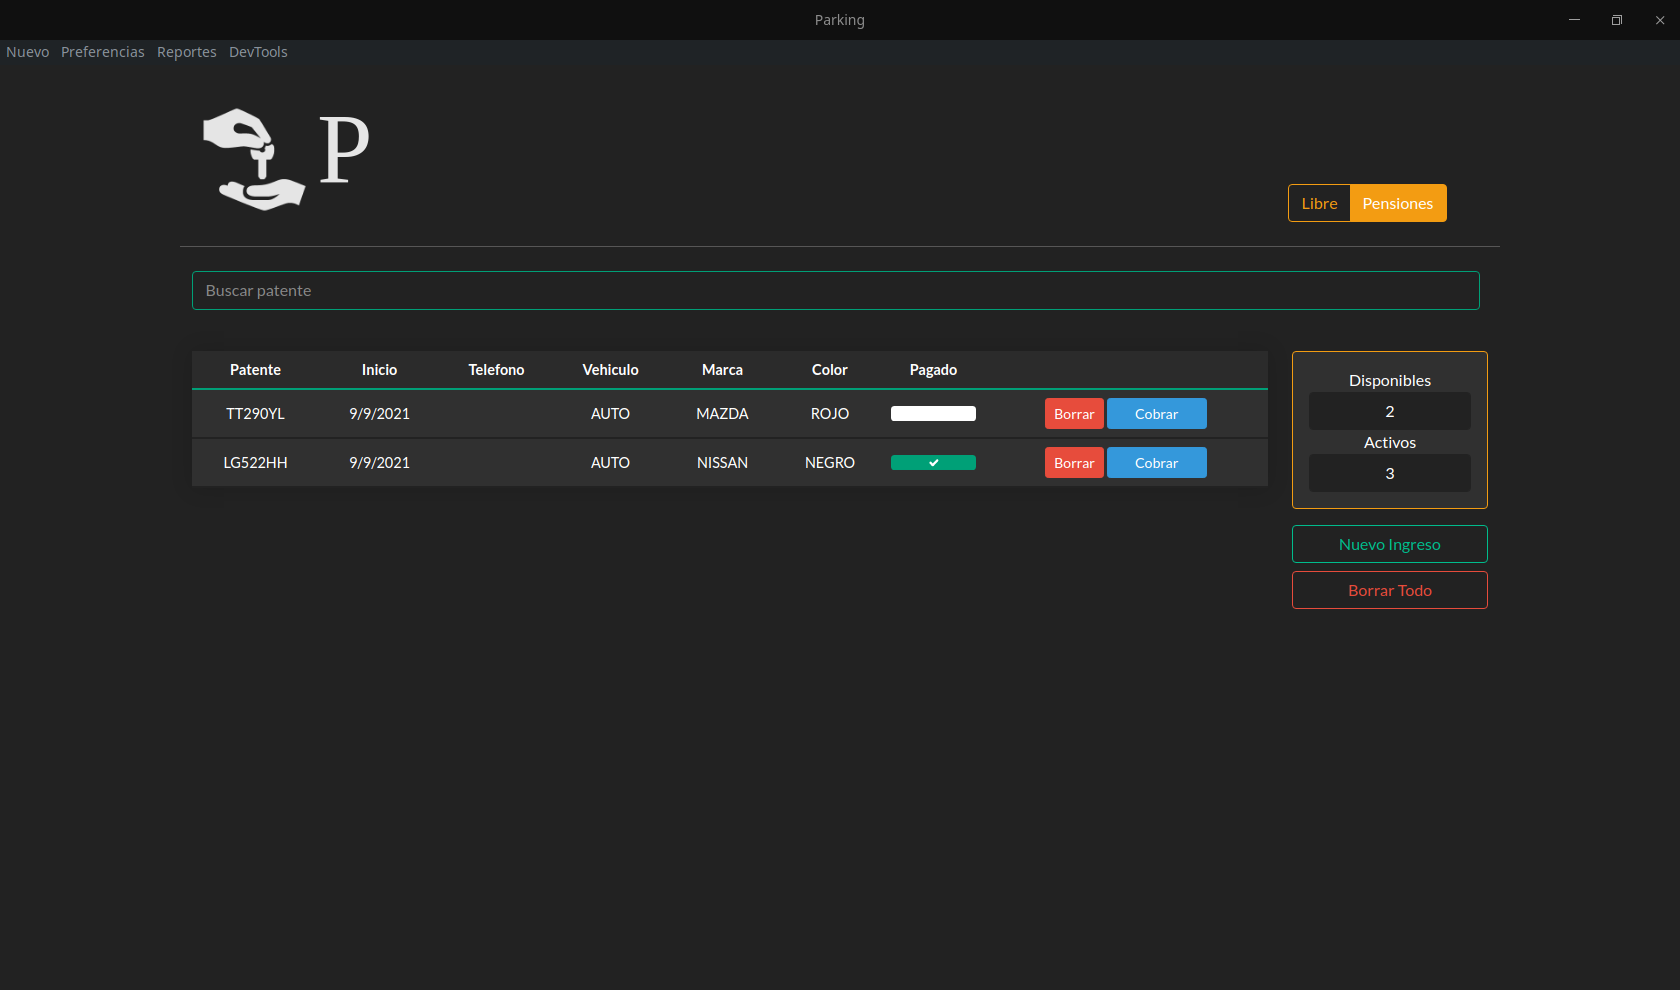 Parking
Nuevo Preferencias Reportes DevTools
P
Libre Pensiones
Buscar patente
Patente Inicio Telefono Vehiculo Marca Color Pagado
TT290YL 9/9/2021 AUTO MAZDA ROJO Borrar Cobrar
LG522HH 9/9/2021 AUTO NISSAN NEGRO Borrar Cobrar
Disponibles
2
Activos
3
Nuevo Ingreso
Borrar Todo